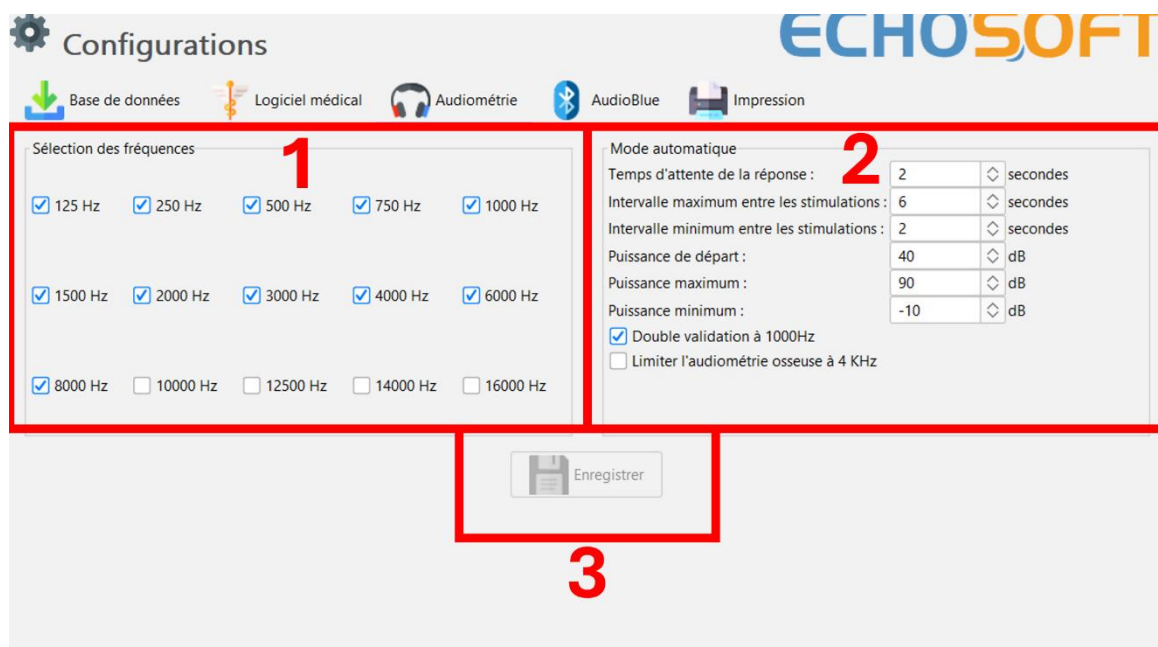 Configurations
ECHOSOFT
Base de données
Logiciel médical
Audiométrie
AudioBlue
Impression
1
Sélection des fréquences
125 Hz 250 Hz 500 Hz 750 Hz 1000 Hz
1500 Hz 2000 Hz 3000 Hz 4000 Hz 6000 Hz
8000 Hz 10000 Hz 12500 Hz 14000 Hz 16000 Hz
2
Mode automatique
Temps d'attente de la réponse : 2 secondes
Intervalle maximum entre les stimulations : 6 secondes
Intervalle minimum entre les stimulations : 2 secondes
Puissance de départ : 40 dB
Puissance maximum : 90 dB
Puissance minimum : -10 dB
Double validation à 1000Hz
Limiter l'audiométrie osseuse à 4 KHz
Enregistrer
3